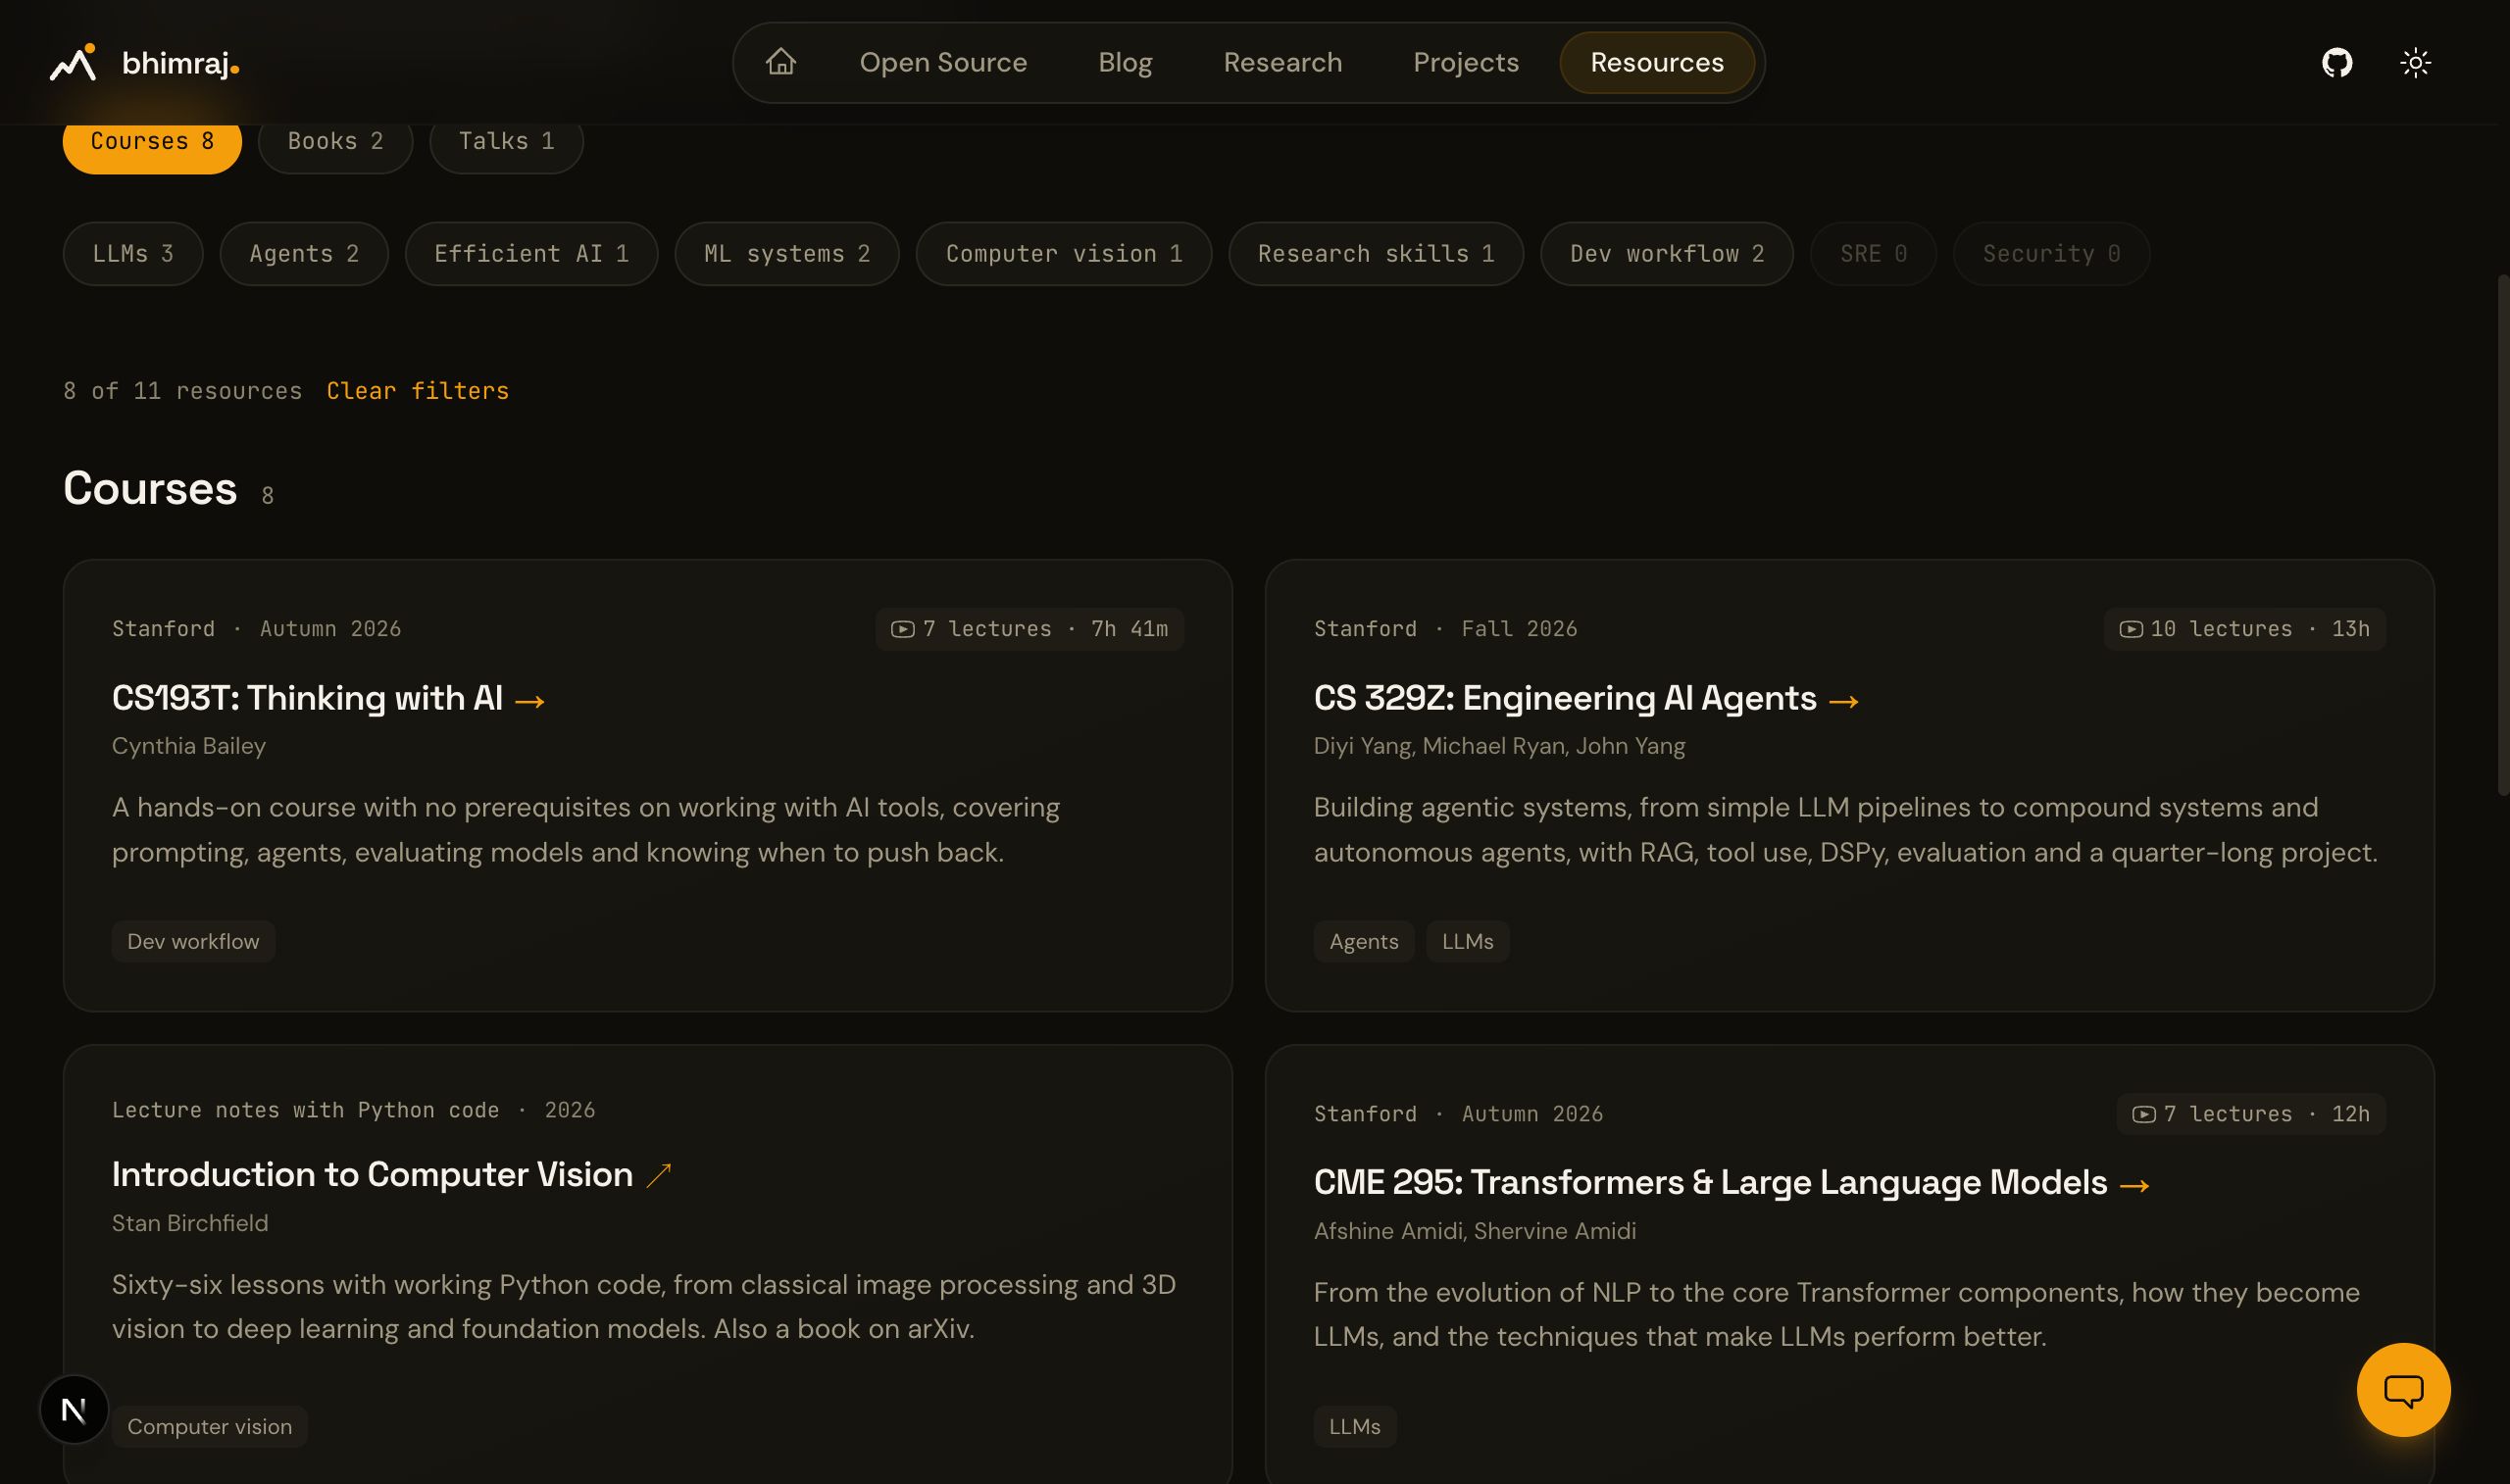 bhimraj.
Open Source Blog Research Projects Resources
Courses 8 Books 2 Talks 1
LLMs 3 Agents 2 Efficient AI 1 ML systems 2 Computer vision 1 Research skills 1 Dev workflow 2 SRE 0 Security 0
8 of 11 resources Clear filters
Courses 8
Stanford · Autumn 2026 7 lectures · 7h 41m
CS193T: Thinking with AI →
Cynthia Bailey
A hands-on course with no prerequisites on working with AI tools, covering
prompting, agents, evaluating models and knowing when to push back.
Dev workflow
Stanford · Fall 2026 10 lectures · 13h
CS 329Z: Engineering AI Agents →
Diyi Yang, Michael Ryan, John Yang
Building agentic systems, from simple LLM pipelines to compound systems and
autonomous agents, with RAG, tool use, DSPy, evaluation and a quarter-long project.
Agents LLMs
Lecture notes with Python code · 2026
Introduction to Computer Vision ↗
Stan Birchfield
Sixty-six lessons with working Python code, from classical image processing and 3D
vision to deep learning and foundation models. Also a book on arXiv.
Computer vision
Stanford · Autumn 2026 7 lectures · 12h
CME 295: Transformers & Large Language Models →
Afshine Amidi, Shervine Amidi
From the evolution of NLP to the core Transformer components, how they become
LLMs, and the techniques that make LLMs perform better.
LLMs
N